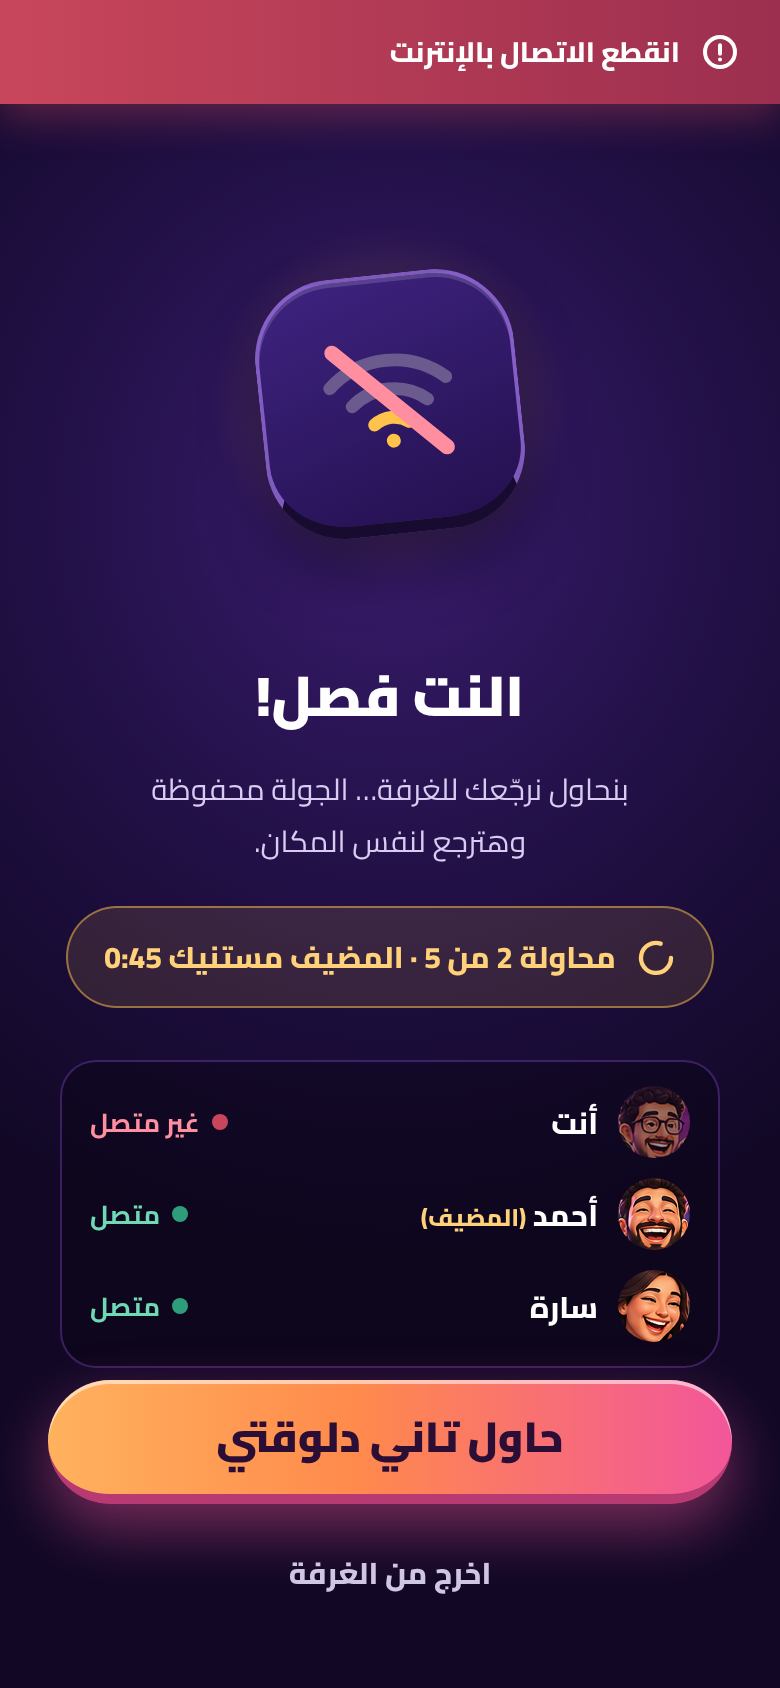 انقطع الاتصال بالإنترنت
النت فصل!
بنحاول نرجّعك للغرفة... الجولة محفوظة
وهترجع لنفس المكان.
محاولة 2 من 5 · المضيف مستنيك 0:45
أنت غير متصل
أحمد (المضيف) متصل
سارة متصل
حاول تاني دلوقتي
اخرج من الغرفة